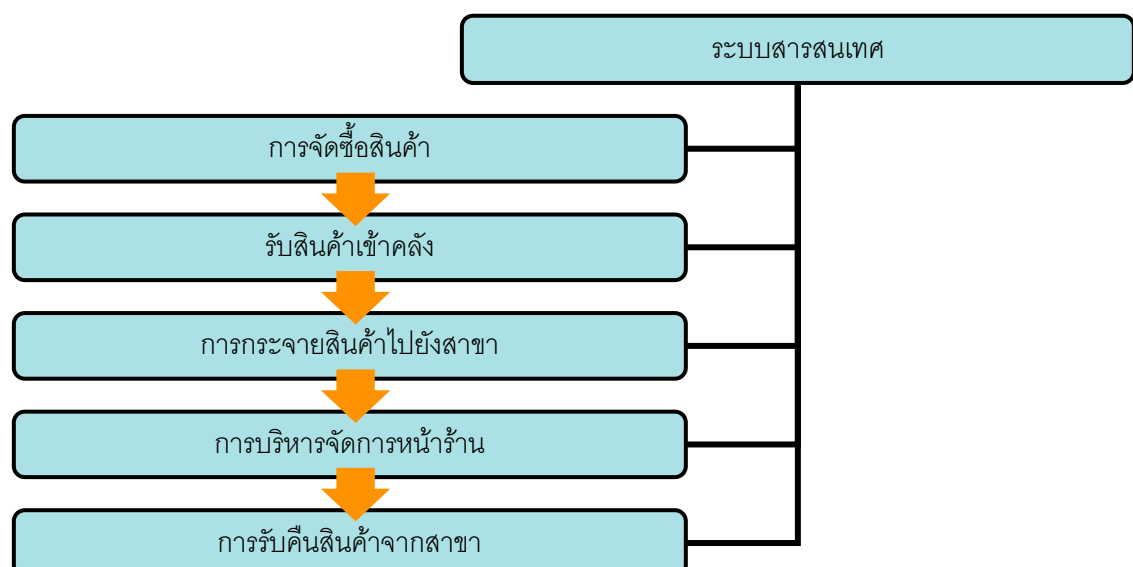 ระบบสารสนเทศ
การจัดซื้อสินค้า
รับสินค้าเข้าคลัง
การกระจายสินค้าไปยังสาขา
การบริหารจัดการหน้าร้าน
การรับคืนสินค้าจากสาขา